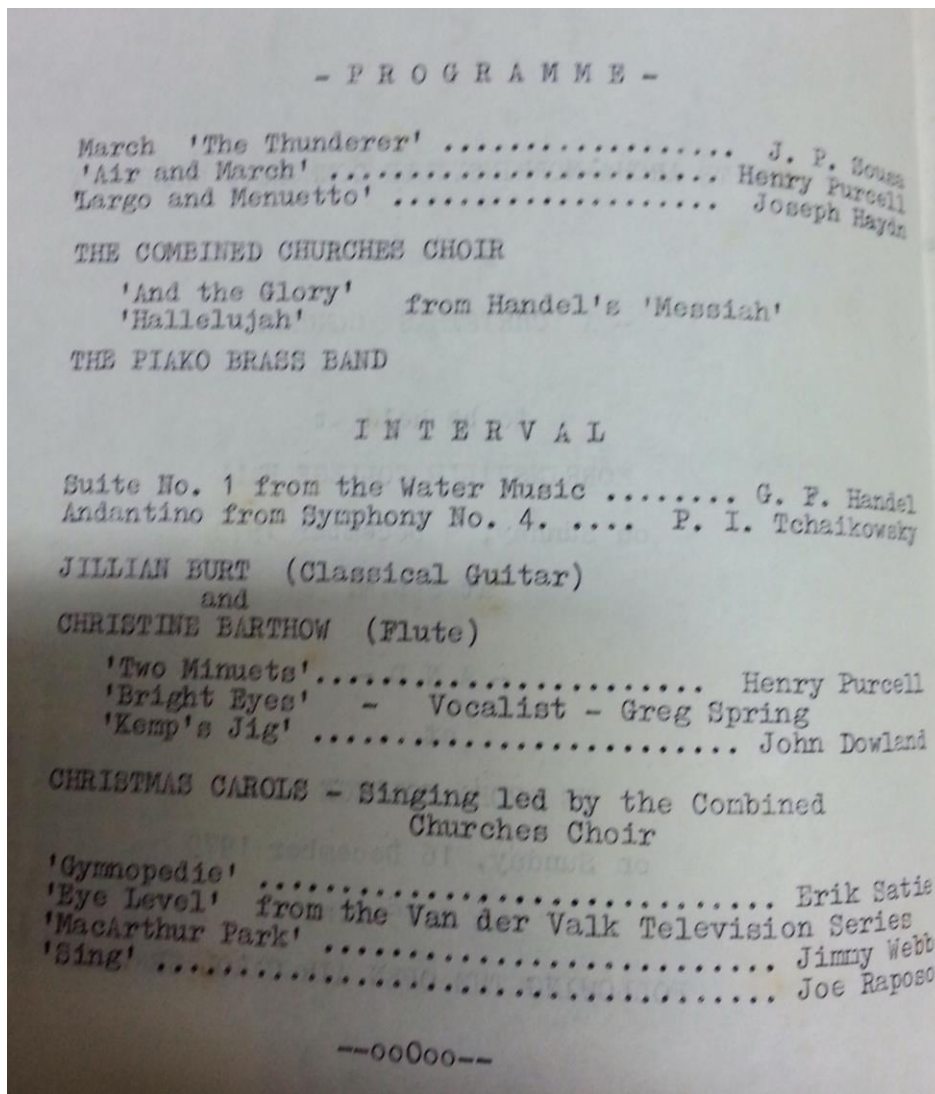 - P R O G R A M M E -
March 'The Thunderer' .................. J. P. Sousa
'Air and March' ........................ Henry Purcell
'Largo and Menuetto' .................... Joseph Haydn
THE COMBINED CHURCHES CHOIR
'And the Glory' from Handel's 'Messiah'
'Hallelujah'
THE PIAKO BRASS BAND
I N T E R V A L
Suite No. 1 from the Water Music ........ G. F. Handel
Andantino from Symphony No. 4. .... P. I. Tchaikowsky
JILLIAN BURT (Classical Guitar)
and
CHRISTINE BARTHOW (Flute)
'Two Minuets'........................ Henry Purcell
'Bright Eyes' - Vocalist - Greg Spring
'Kemp's Jig' .......................... John Dowland
CHRISTMAS CAROLS - Singing led by the Combined
Churches Choir
'Gymnopedie' ................................ Erik Satie
'Eye Level' from the Van der Valk Television Series
'MacArthur Park' ............................ Jimmy Webb
'Sing' ...................................... Joe Raposo
--ooOoo--